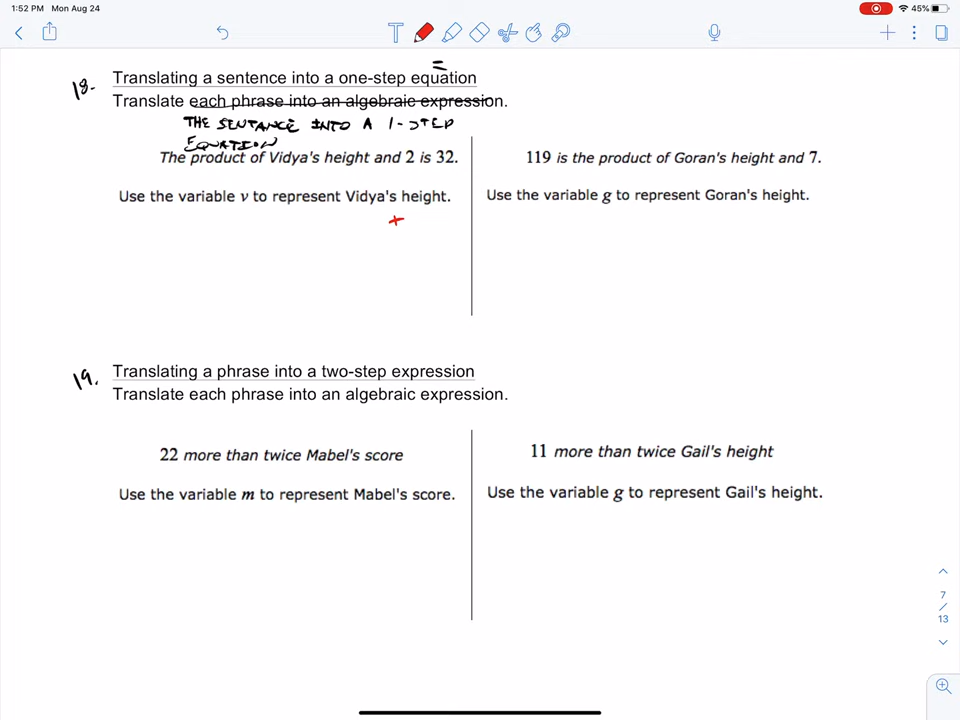 1:52 PM Mon Aug 24
45%
=
18. Translating a sentence into a one-step equation
Translate each phrase into an algebraic expression.
THE SENTANCE INTO A 1-STEP
EQUATION
The product of Vidya's height and 2 is 32.
Use the variable v to represent Vidya's height.
+
119 is the product of Goran's height and 7.
Use the variable g to represent Goran's height.
19. Translating a phrase into a two-step expression
Translate each phrase into an algebraic expression.
22 more than twice Mabel's score
Use the variable m to represent Mabel's score.
11 more than twice Gail's height
Use the variable g to represent Gail's height.
7
/
13